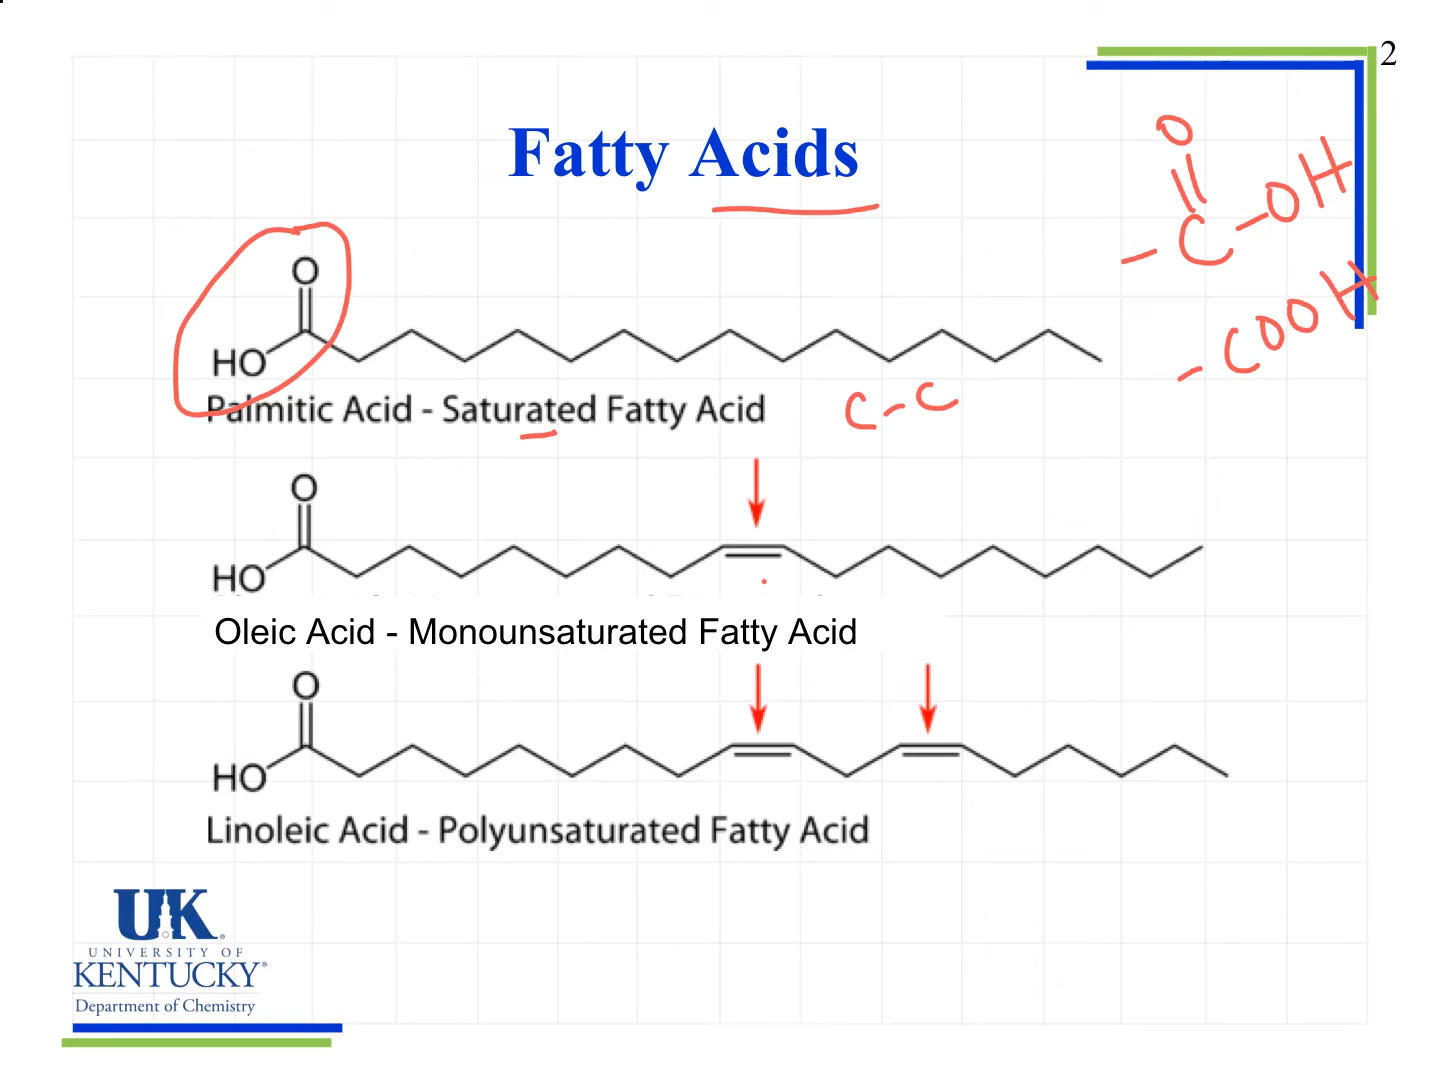 2
Fatty Acids
O
||
-C-OH
-COOH
O
HO
Palmitic Acid - Saturated Fatty Acid
C-C
O
HO
Oleic Acid - Monounsaturated Fatty Acid
O
HO
Linoleic Acid - Polyunsaturated Fatty Acid
UK
UNIVERSITY OF
KENTUCKY®
Department of Chemistry